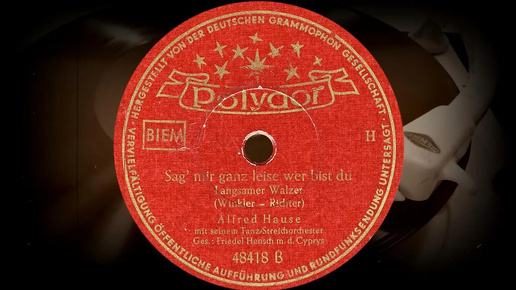 HERGESTELLT VON DER DEUTSCHEN GRAMMOPHON GESELLSCHAFT ·
Polydor
BIEM
H
Sag' mir ganz leise wer bist du
Langsamer Walzer
(Winkler - Richter)
Alfred Hause
mit seinem Tanz-Streichorchester
Ges.: Friedel Hensch m. d. Cyprys
48418 B
VERVIELFÄLTIGUNG ÖFFENTLICHE AUFFÜHRUNG UND RUNDFUNKSENDUNG UNTERSAGT ·